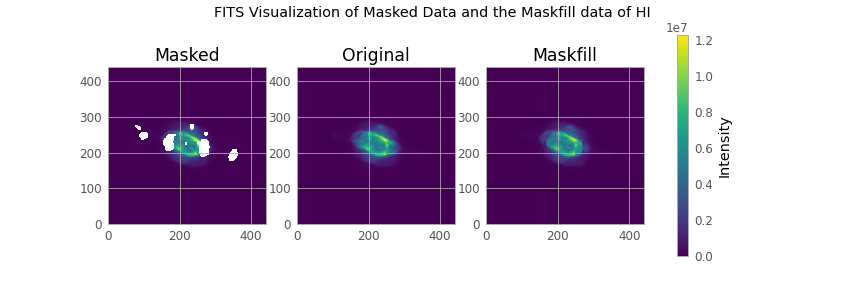 FITS Visualization of Masked Data and the Maskfill data of HI
Masked
Original
Maskfill
400
300
200
100
0
0 200 400
400
300
200
100
0
0 200 400
400
300
200
100
0
0 200 400
1e7
1.2
1.0
0.8
0.6
0.4
0.2
0.0
Intensity